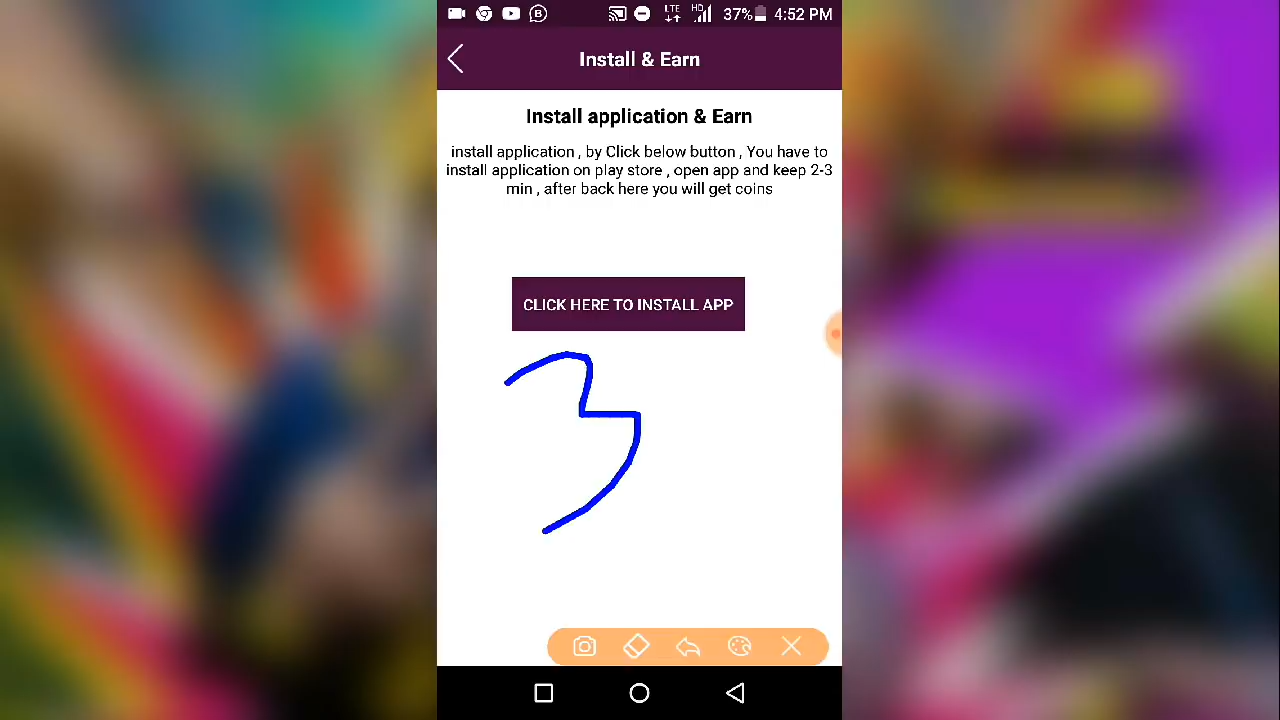 LTE HD 37% 4:52 PM
Install & Earn
Install application & Earn
install application , by Click below button , You have to
install application on play store , open app and keep 2-3
min , after back here you will get coins
CLICK HERE TO INSTALL APP
3